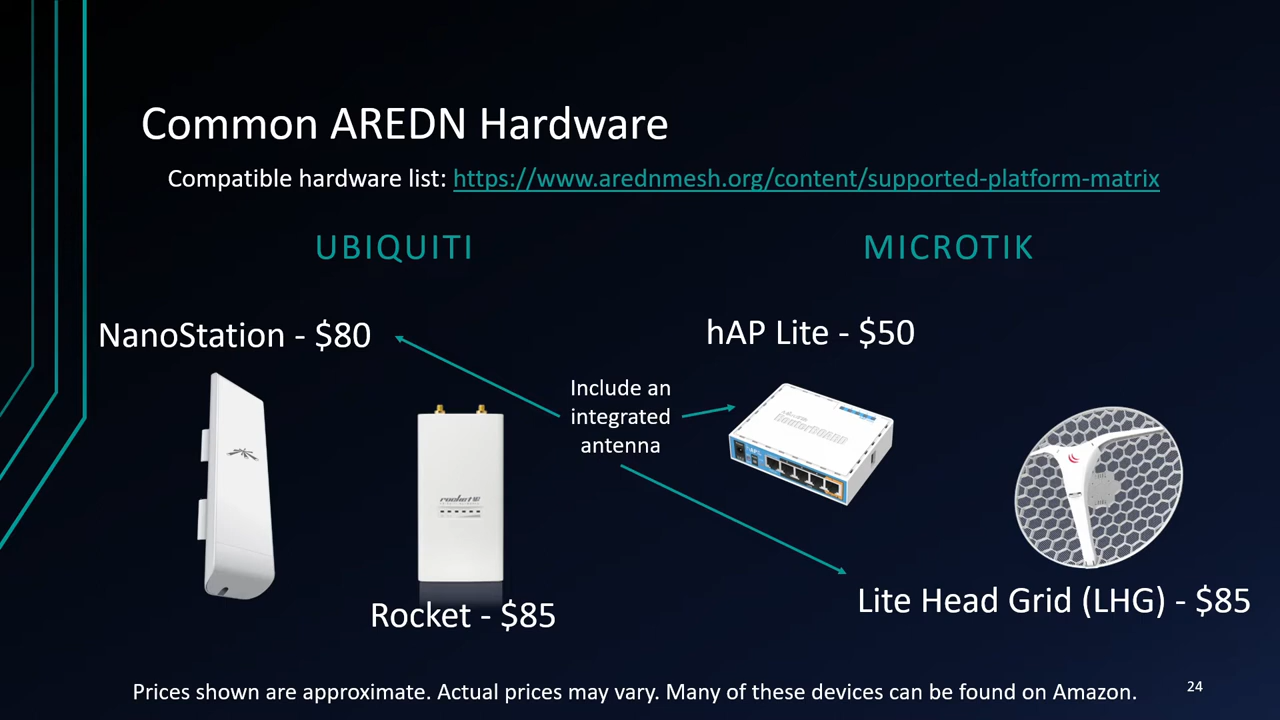 Common AREDN Hardware
Compatible hardware list: https://www.arednmesh.org/content/supported-platform-matrix
UBIQUITI
MICROTIK
NanoStation - $80
hAP Lite - $50
Include an
integrated
antenna
RouterBOARD
rocket M
Rocket - $85
Lite Head Grid (LHG) - $85
Prices shown are approximate. Actual prices may vary. Many of these devices can be found on Amazon.
24